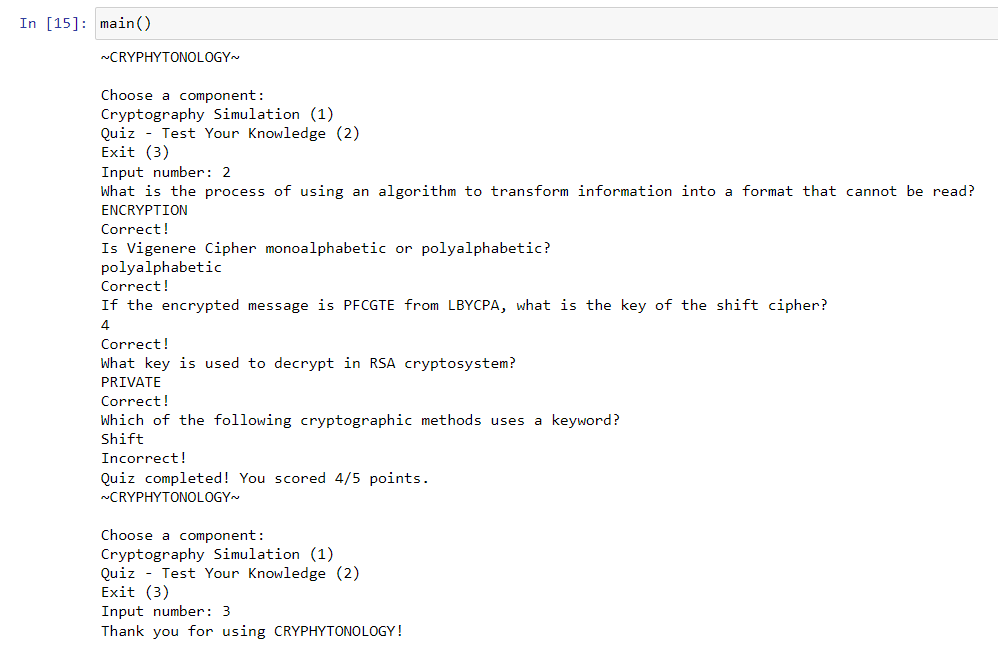 In [15]: main()
~CRYPHYTONOLOGY~
Choose a component:
Cryptography Simulation (1)
Quiz - Test Your Knowledge (2)
Exit (3)
Input number: 2
What is the process of using an algorithm to transform information into a format that cannot be read?
ENCRYPTION
Correct!
Is Vigenere Cipher monoalphabetic or polyalphabetic?
polyalphabetic
Correct!
If the encrypted message is PFCGTE from LBYCPA, what is the key of the shift cipher?
4
Correct!
What key is used to decrypt in RSA cryptosystem?
PRIVATE
Correct!
Which of the following cryptographic methods uses a keyword?
Shift
Incorrect!
Quiz completed! You scored 4/5 points.
~CRYPHYTONOLOGY~
Choose a component:
Cryptography Simulation (1)
Quiz - Test Your Knowledge (2)
Exit (3)
Input number: 3
Thank you for using CRYPHYTONOLOGY!